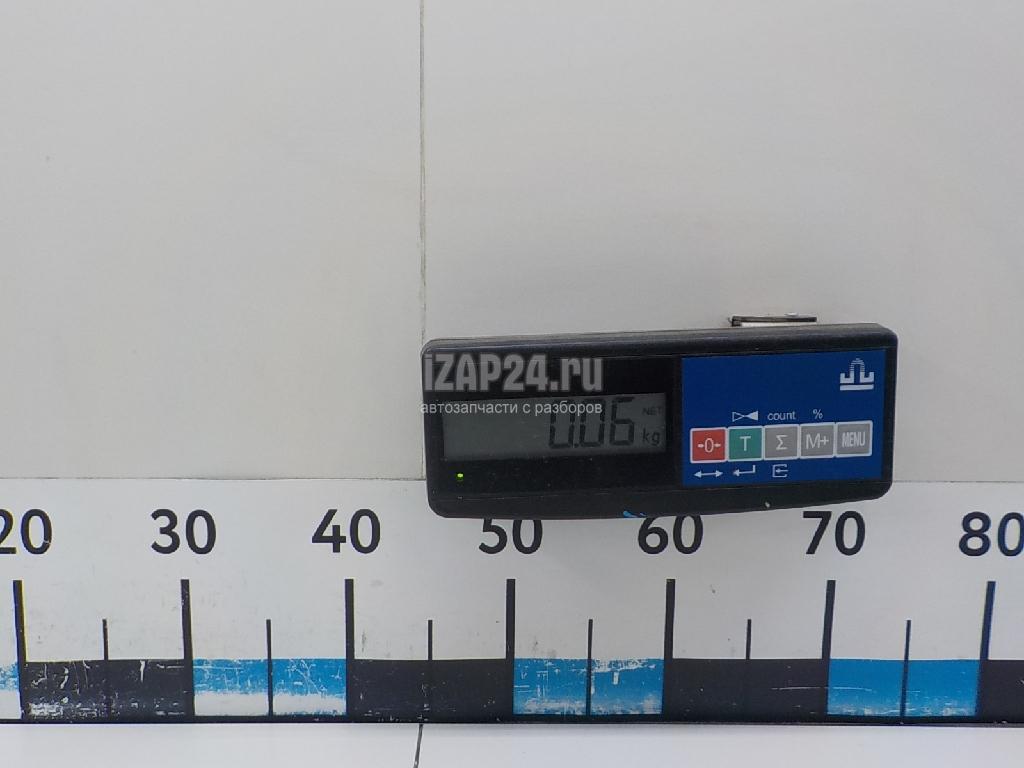 iZAP24.ru
автозапчасти с разборов
0.06 NET kg
count %
→0← T Σ M+ MENU
20 30 40 50 60 70 80